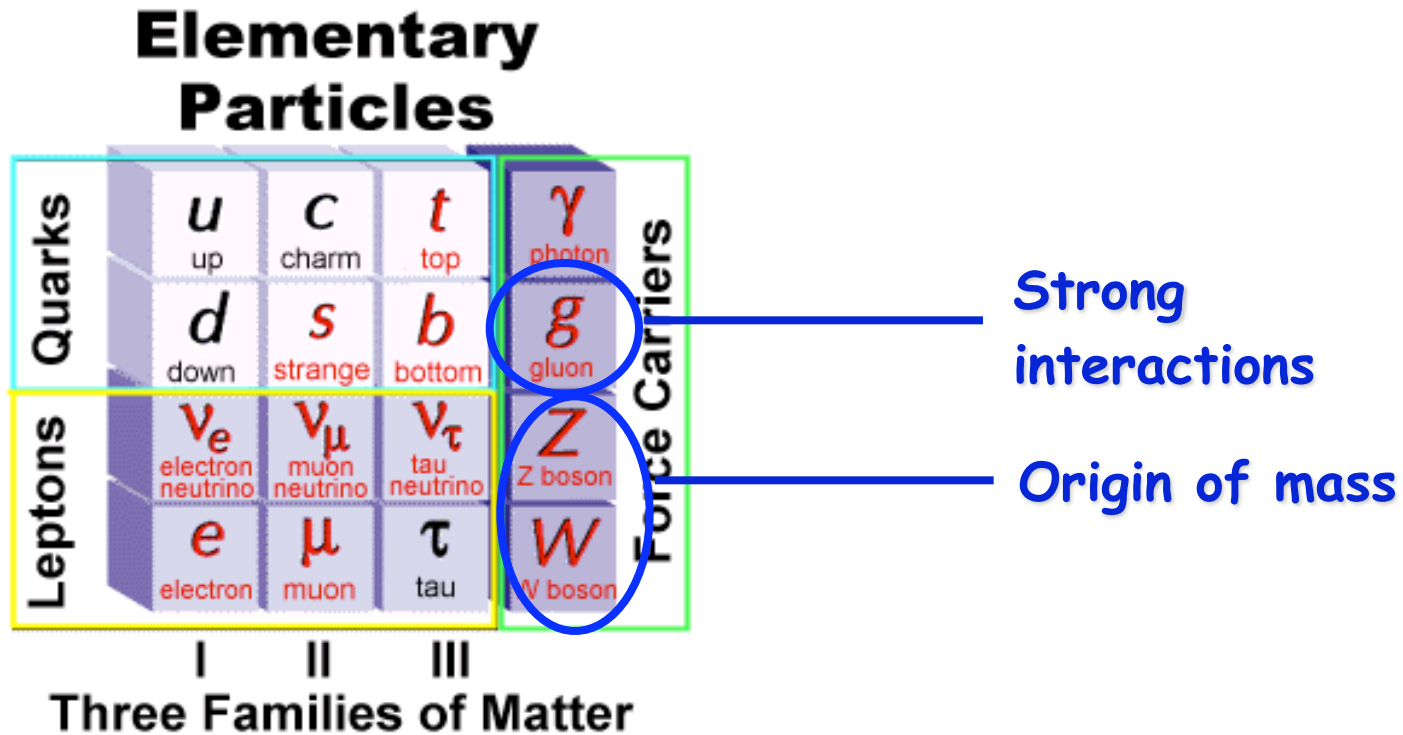 Elementary
Particles
Quarks
u c t γ
up charm top photon
d s b g
down strange bottom gluon
Leptons
νe νμ ντ Z
electron neutrino muon neutrino tau neutrino Z boson
e μ τ W
electron muon tau W boson
Force Carriers
I II III
Three Families of Matter
Strong
interactions
Origin of mass